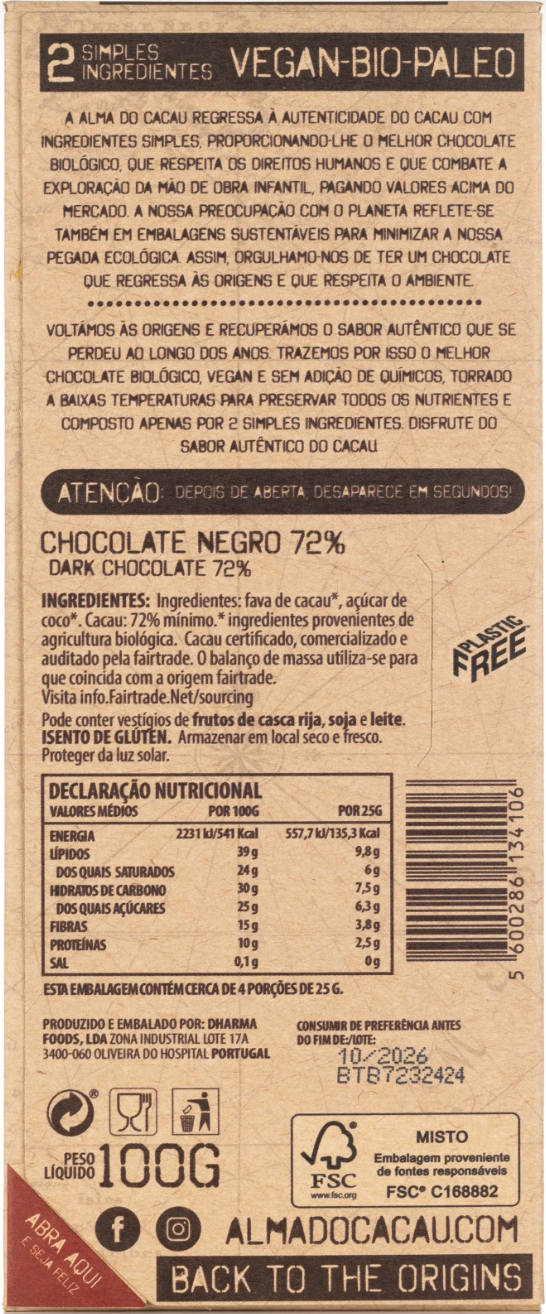 2 SIMPLES INGREDIENTES VEGAN-BIO-PALEO
A ALMA DO CACAU REGRESSA À AUTENTICIDADE DO CACAU COM
INGREDIENTES SIMPLES, PROPORCIONANDO-LHE O MELHOR CHOCOLATE
BIOLÓGICO, QUE RESPEITA OS DIREITOS HUMANOS E QUE COMBATE A
EXPLORAÇÃO DA MÃO DE OBRA INFANTIL, PAGANDO VALORES ACIMA DO
MERCADO. A NOSSA PREOCUPAÇÃO COM O PLANETA REFLETE-SE
TAMBÉM EM EMBALAGENS SUSTENTÁVEIS PARA MINIMIZAR A NOSSA
PEGADA ECOLÓGICA. ASSIM, ORGULHAMO-NOS DE TER UM CHOCOLATE
QUE REGRESSA ÀS ORIGENS E QUE RESPEITA O AMBIENTE.
VOLTÁMOS ÀS ORIGENS E RECUPERÁMOS O SABOR AUTÊNTICO QUE SE
PERDEU AO LONGO DOS ANOS. TRAZEMOS POR ISSO O MELHOR
CHOCOLATE BIOLÓGICO, VEGAN E SEM ADIÇÃO DE QUÍMICOS, TORRADO
A BAIXAS TEMPERATURAS PARA PRESERVAR TODOS OS NUTRIENTES E
COMPOSTO APENAS POR 2 SIMPLES INGREDIENTES. DISFRUTE DO
SABOR AUTÊNTICO DO CACAU.
ATENÇÃO: DEPOIS DE ABERTA, DESAPARECE EM SEGUNDOS!
CHOCOLATE NEGRO 72%
DARK CHOCOLATE 72%
INGREDIENTES: Ingredientes: fava de cacau*, açúcar de
coco*. Cacau: 72% mínimo.* ingredientes provenientes de
agricultura biológica. Cacau certificado, comercializado e
auditado pela fairtrade. O balanço de massa utiliza-se para
que coincida com a origem fairtrade.
Visita info.Fairtrade.Net/sourcing
Pode conter vestígios de frutos de casca rija, soja e leite.
ISENTO DE GLÚTEN. Armazenar em local seco e fresco.
Proteger da luz solar.
PLASTIC
FREE
DECLARAÇÃO NUTRICIONAL
VALORES MÉDIOS POR 100G POR 25G
ENERGIA 2231 kJ/541 Kcal 557,7 kJ/135,3 Kcal
LÍPIDOS 39 g 9,8 g
DOS QUAIS SATURADOS 24 g 6 g
HIDRATOS DE CARBONO 30 g 7,5 g
DOS QUAIS AÇÚCARES 25 g 6,3 g
FIBRAS 15 g 3,8 g
PROTEÍNAS 10 g 2,5 g
SAL 0,1 g 0 g
5 600286 134106
ESTA EMBALAGEM CONTÉM CERCA DE 4 PORÇÕES DE 25 G.
PRODUZIDO E EMBALADO POR: DHARMA
FOODS, LDA ZONA INDUSTRIAL LOTE 17A
3400-060 OLIVEIRA DO HOSPITAL PORTUGAL
CONSUMIR DE PREFERÊNCIA ANTES
DO FIM DE:/LOTE:
10/2026
BTB7232424
PESO LÍQUIDO 100G
FSC
www.fsc.org
MISTO
Embalagem proveniente
de fontes responsáveis
FSC® C168882
ABRA AQUI
E SEJA FELIZ
f ALMADOCACAU.COM
BACK TO THE ORIGINS